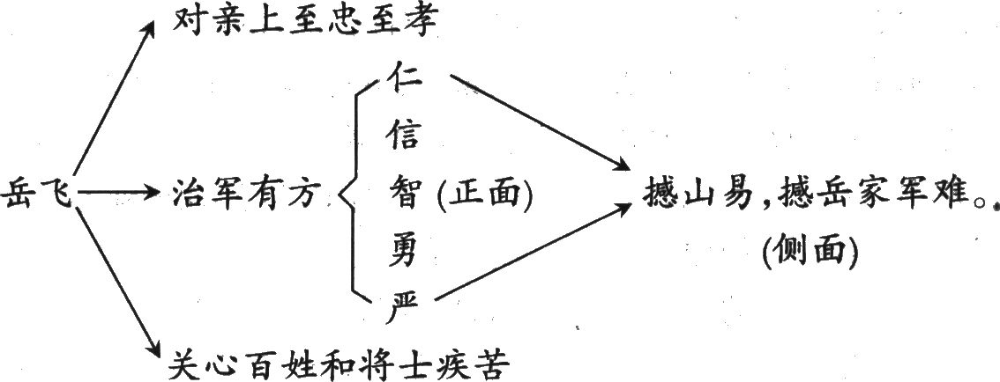 对亲上至忠至孝
仁
信
岳飞 治军有方 智(正面) 撼山易,撼岳家军难。
勇 (侧面)
严
关心百姓和将士疾苦